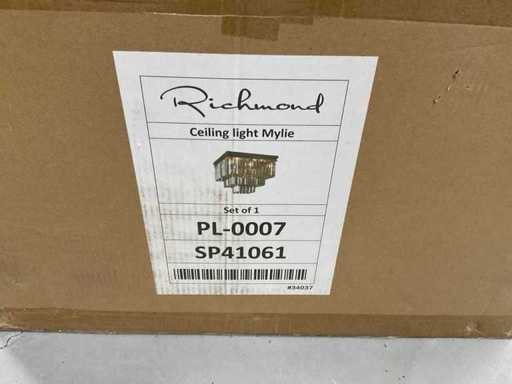 Richmond
Ceiling light Mylie
Set of 1
PL-0007
SP41061
#34037